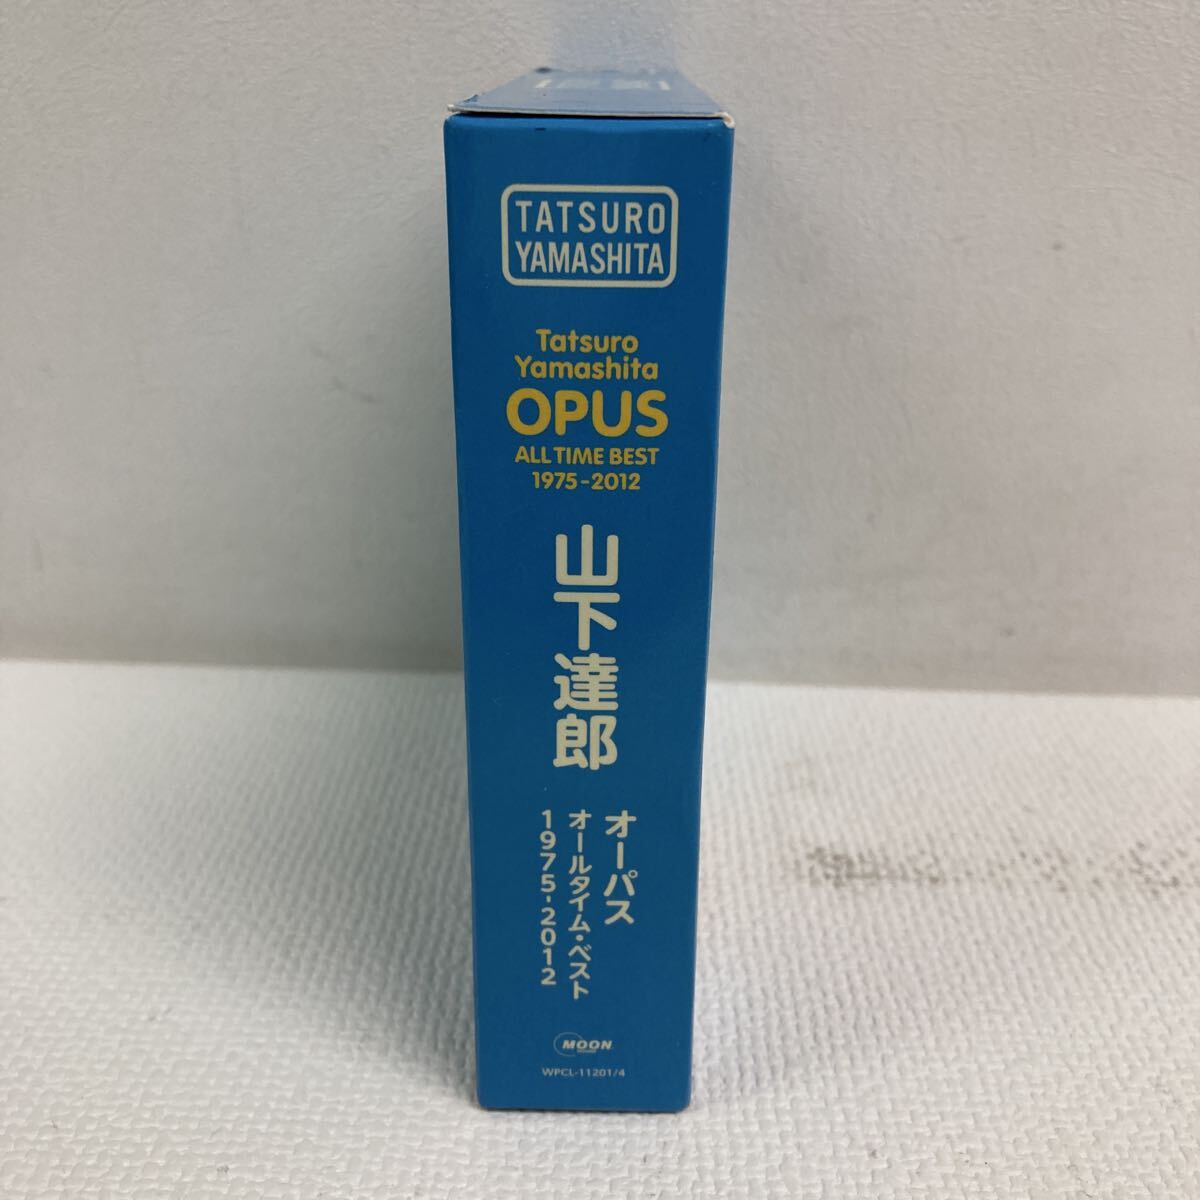 TATSURO
YAMASHITA
Tatsuro
Yamashita
OPUS
ALL TIME BEST
1975-2012
山下達郎
オーパス
オールタイム・ベスト
1975-2012
MOON
WPCL-11201/4